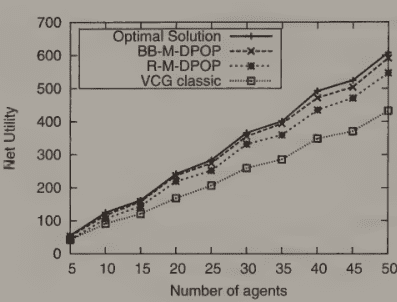 700
600
500
400
300
200
100
0
Net Utility
Optimal Solution
BB-M-DPOP
R-M-DPOP
VCG classic
5 10 15 20 25 30 35 40 45 50
Number of agents